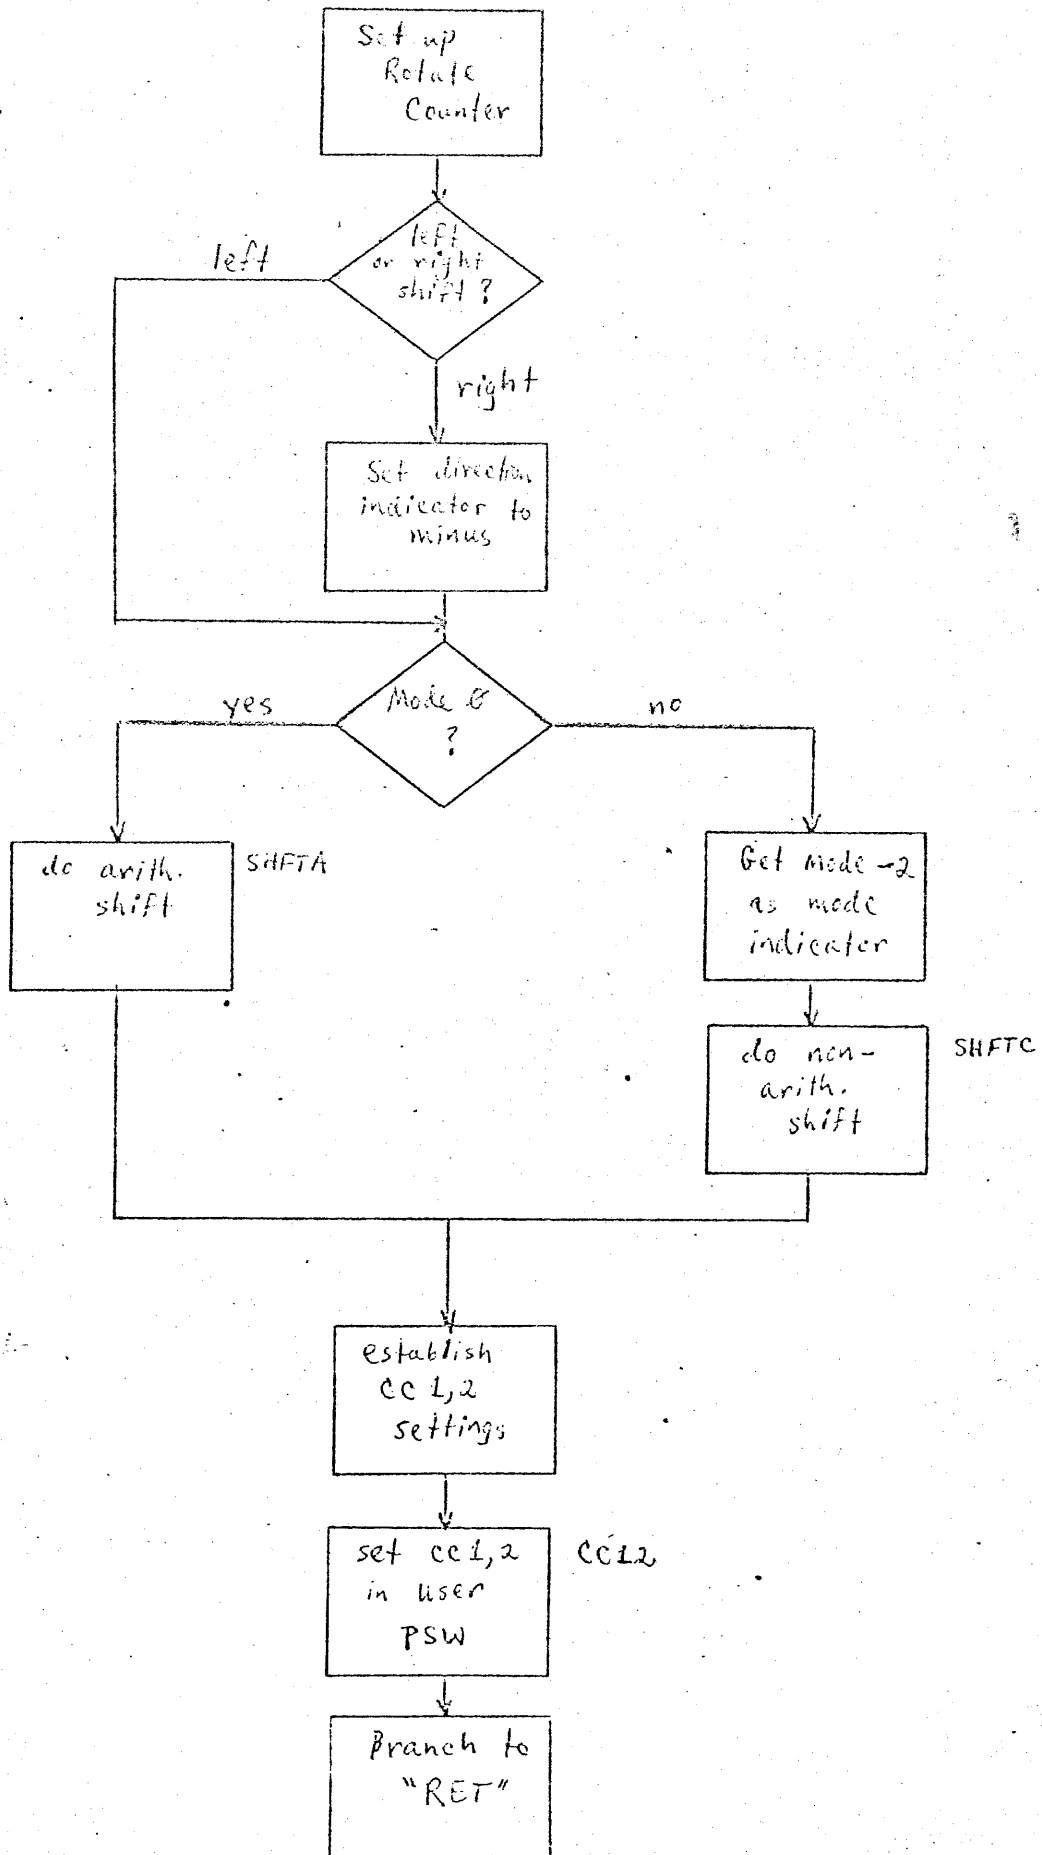 Set up
Rotate
Counter
left
or right
shift ?
left
right
Set direction
indicator to
minus
Mode 0
?
yes
no
do arith.
shift
SHFTA
Get mode -2
as mode
indicator
do non-
arith.
shift
SHFTC
establish
CC 1,2
settings
set CC1,2
in user
PSW
CC12
Branch to
"RET"